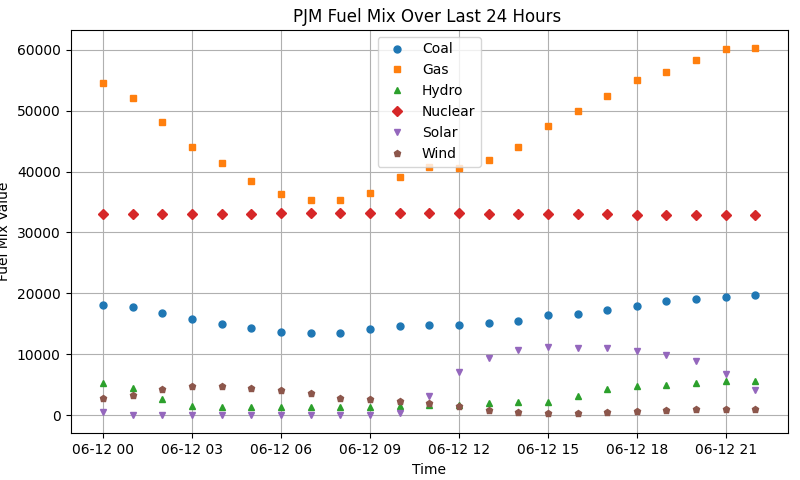 PJM Fuel Mix Over Last 24 Hours
Coal
Gas
Hydro
Nuclear
Solar
Wind
Fuel Mix Value
60000
50000
40000
30000
20000
10000
0
06-12 00 06-12 03 06-12 06 06-12 09 06-12 12 06-12 15 06-12 18 06-12 21
Time